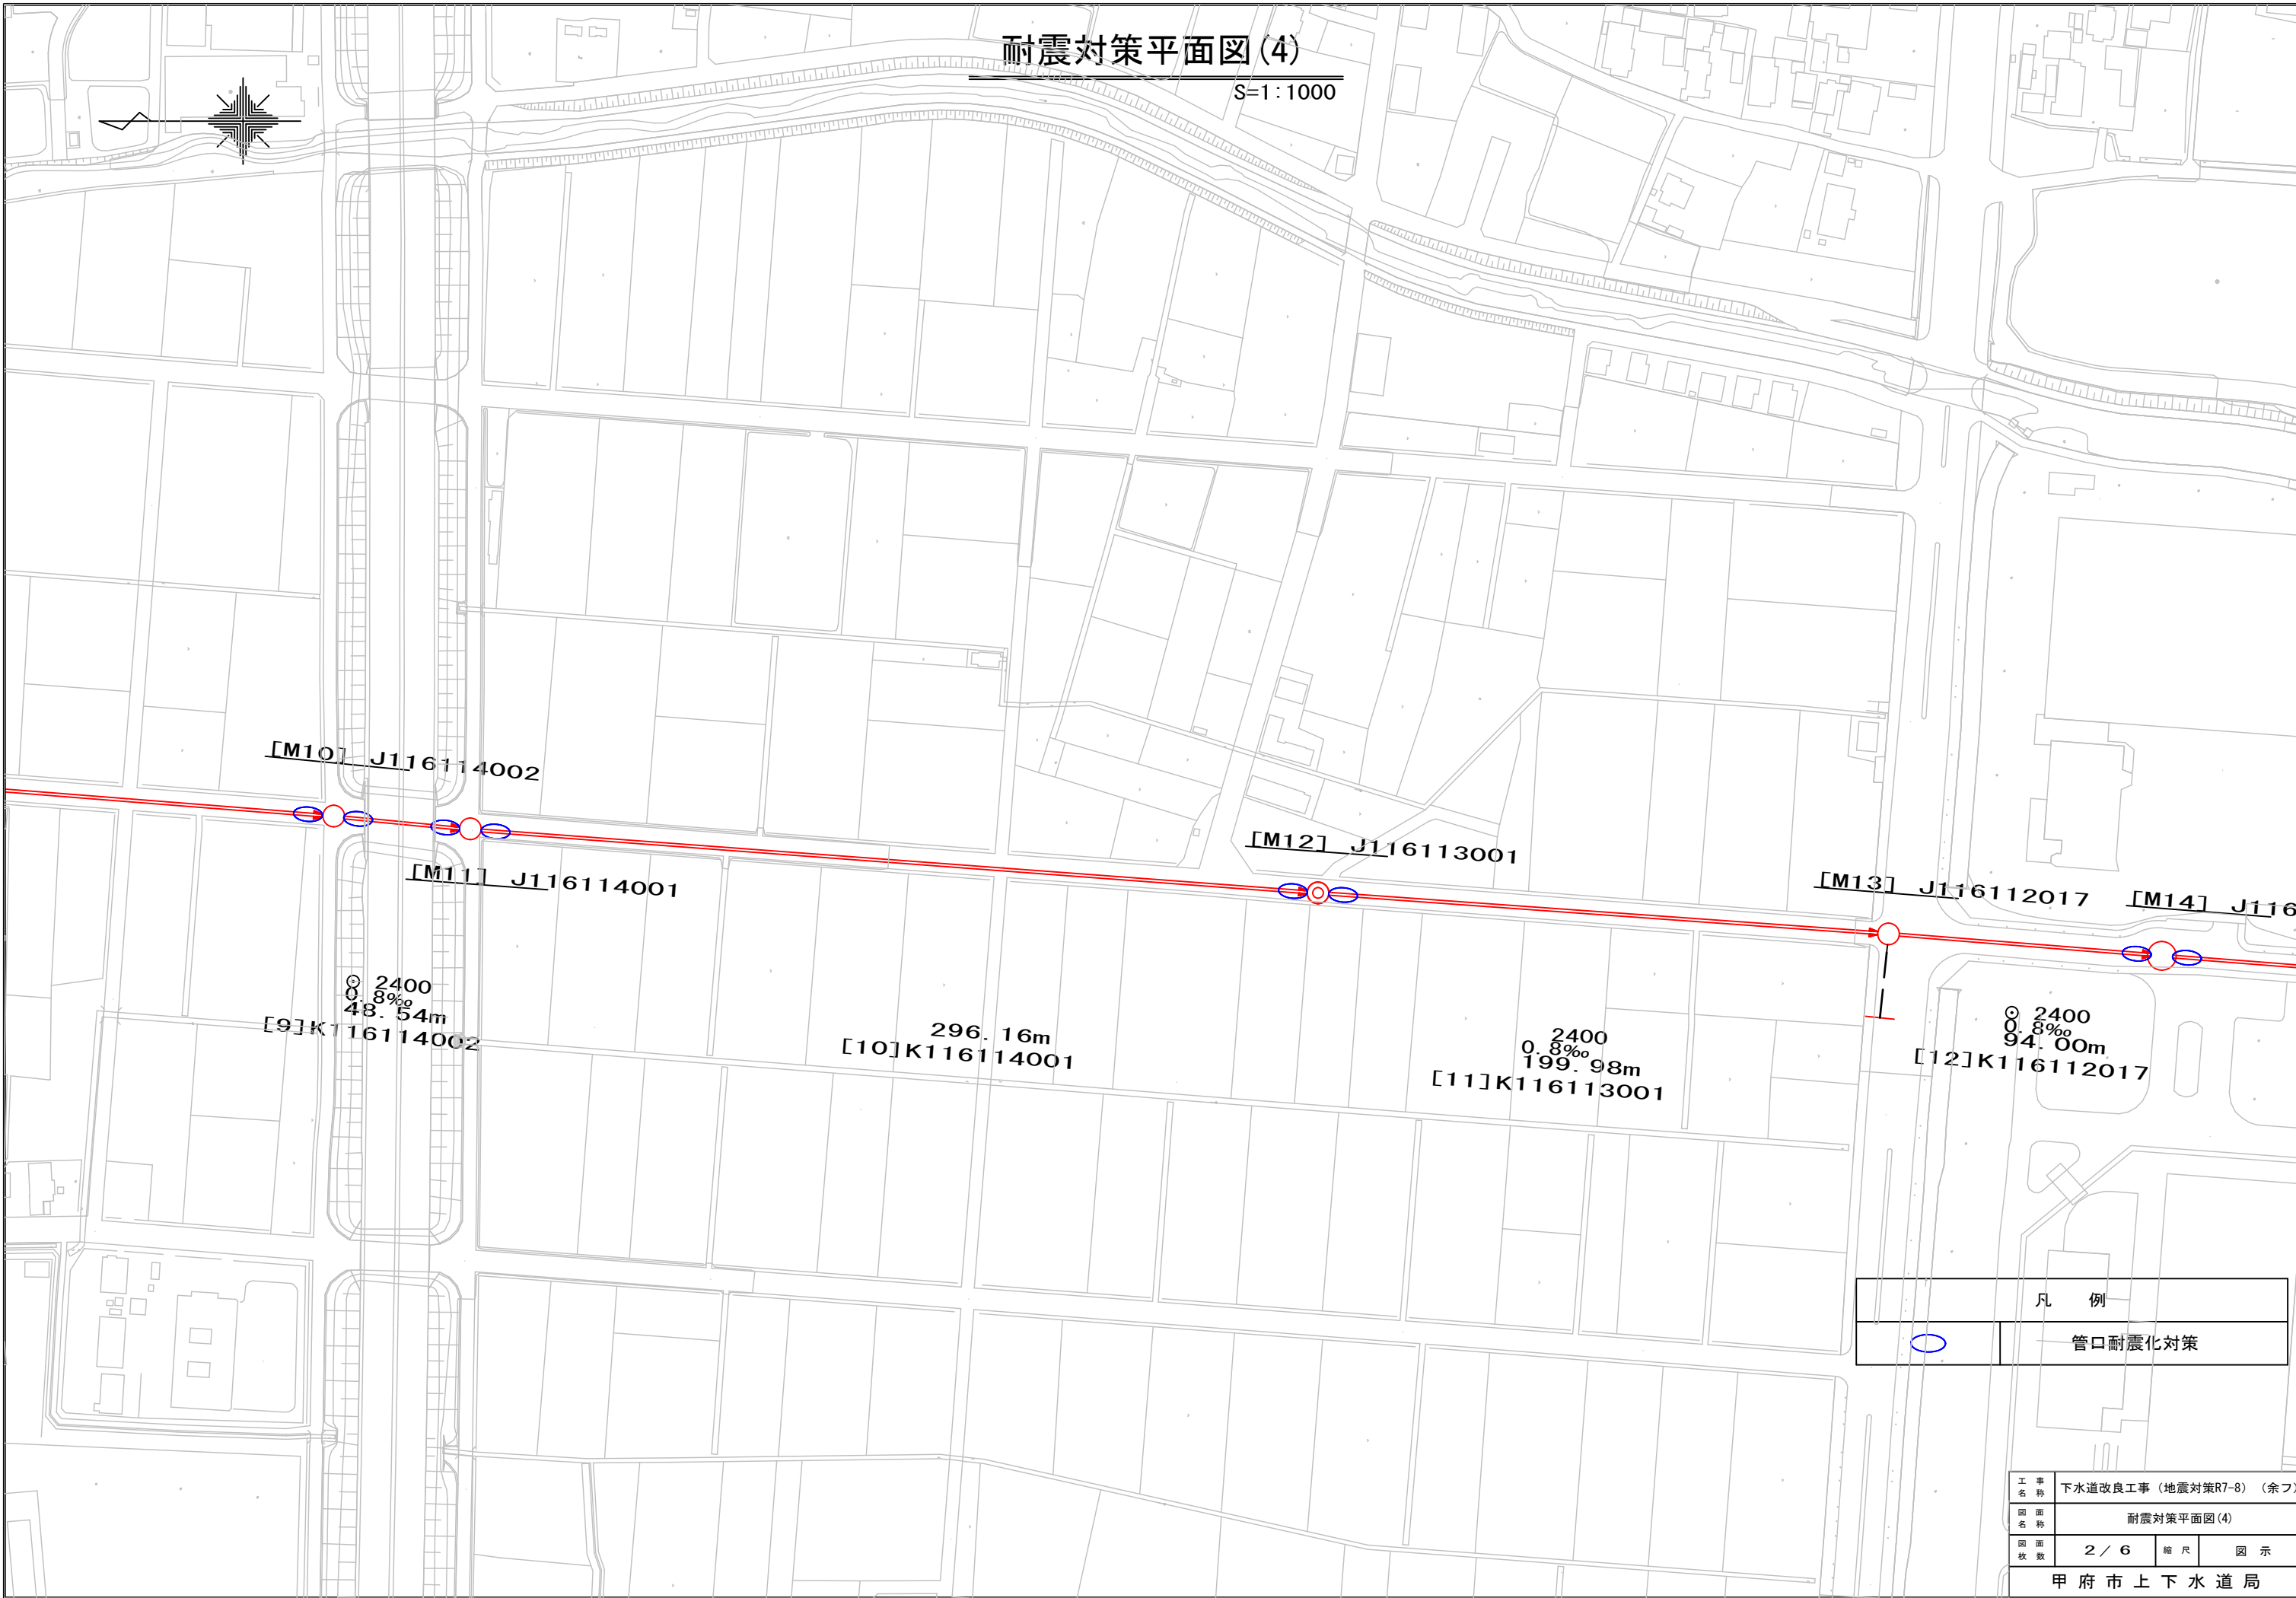 耐震対策平面図(4)
S=1:1000
[M10] J116114002
[M11] J116114001
[M12] J116113001
[M13] J116112017
[M14] J116
2400
0.8‰
48.54m
[9]K116114002
296.16m
[10]K116114001
2400
0.8‰
199.98m
[11]K116113001
2400
0.8‰
94.00m
[12]K116112017
凡 例
管口耐震化対策
工事名称 下水道改良工事（地震対策R7-8）（余フ）
図面名称 耐震対策平面図(4)
図面枚数 2／6 縮尺 図示
甲府市上下水道局